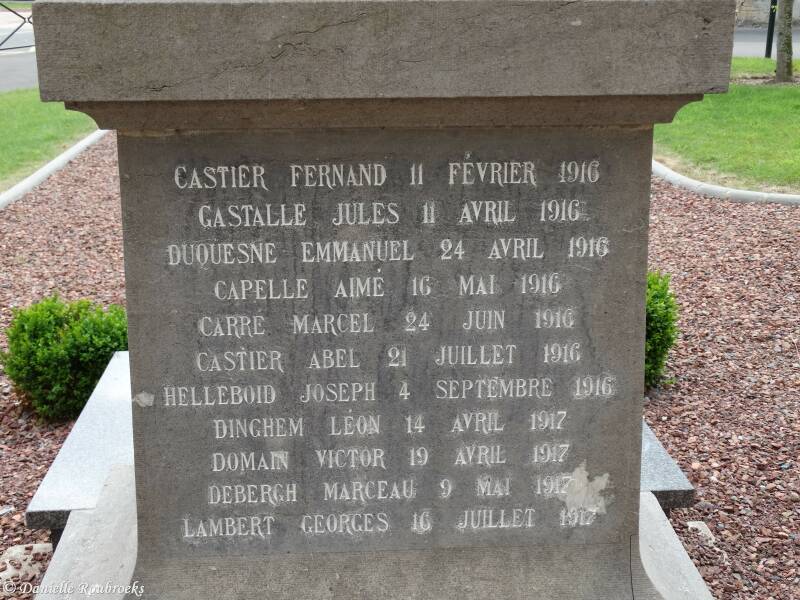 CASTIER FERNAND 11 FÉVRIER 1916
GASTALLE JULES 11 AVRIL 1916
DUQUESNE EMMANUEL 24 AVRIL 1916
CAPELLE AIMÉ 16 MAI 1916
CARRE MARCEL 24 JUIN 1916
CASTIER ABEL 21 JUILLET 1916
HELLEBOID JOSEPH 4 SEPTEMBRE 1916
DINGHEM LÉON 14 AVRIL 1917
DOMAIN VICTOR 19 AVRIL 1917
DEBERGH MARCEAU 9 MAI 1917
LAMBERT GEORGES 16 JUILLET 1917
© Danielle Roubroeks